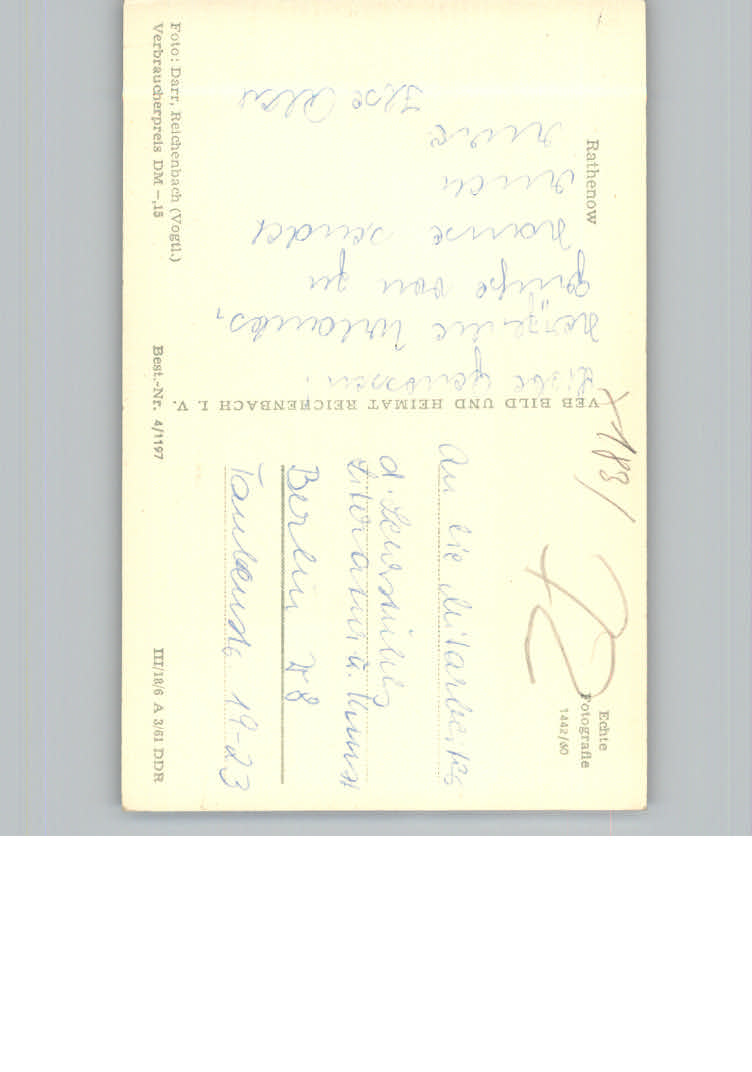 Rathenow
Liebe Genossen!
Herzliche Urlaubs,
grüße von zu
Hause sendet
Euch
Eure
Ilse
Foto: Darr, Reichenbach (Vogtl.)
Verbraucherpreis DM –,15
VEB BILD UND HEIMAT REICHENBACH I. V.
Best.-Nr. 4/1197
Echte
Fotografie
1442/60
An die Mitarbeiter
d. Lehrstuhles
Literatur u. Kunst
Berlin W8
Taubenstr. 19-23
III/18/6 A 3/61 DDR